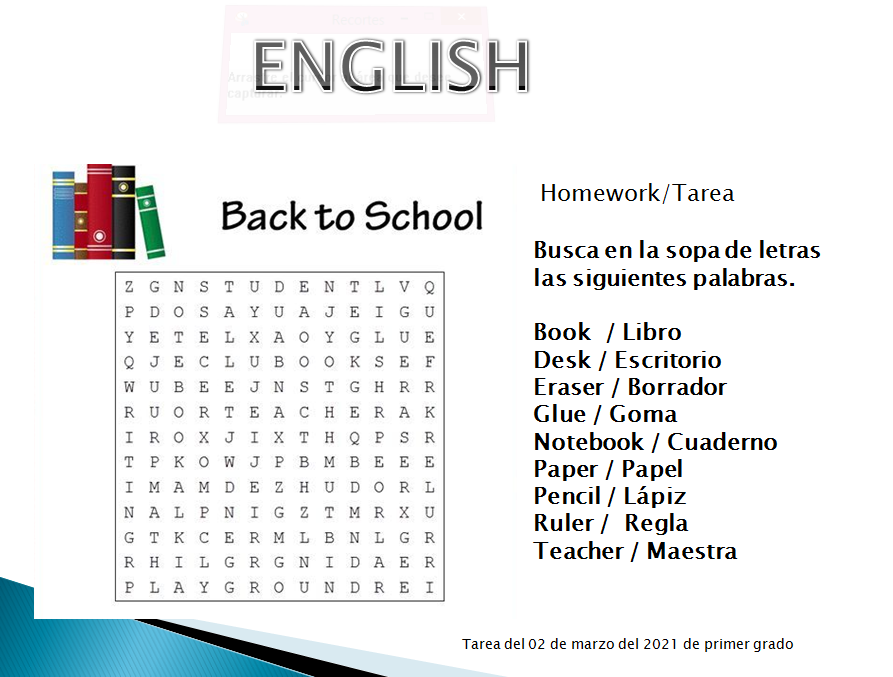 ENGLISH
Back to School
Z G N S T U D E N T L V Q
P D O S A Y U A J E I G U
Y E T E L X A O Y G L U E
Q J E C L U B O O K S E F
W U B E E J N S T G H R R
R U O R T E A C H E R A K
I R O X J I X T H Q P S R
T P K O W J P B M B E E E
I M A M D E Z H U D O R L
N A L P N I G Z T M R X U
G T K C E R M L B N L G R
R H I L G R G N I D A E R
P L A Y G R O U N D R E I
Homework/Tarea
Busca en la sopa de letras
las siguientes palabras.
Book / Libro
Desk / Escritorio
Eraser / Borrador
Glue / Goma
Notebook / Cuaderno
Paper / Papel
Pencil / Lápiz
Ruler / Regla
Teacher / Maestra
Tarea del 02 de marzo del 2021 de primer grado